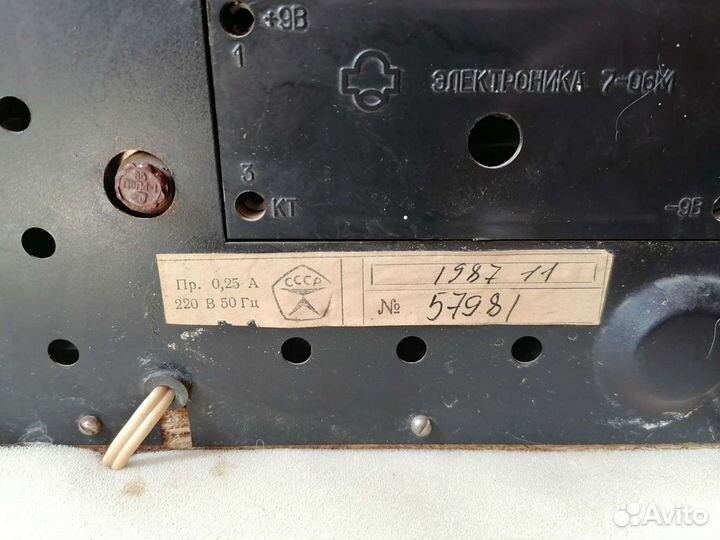 +9В
1
ЭЛЕКТРОНИКА 7-06М
3
КТ
-9В
Пр. 0,25 А
220 В 50 Гц
СССР
1987 11
№ 57981
Avito